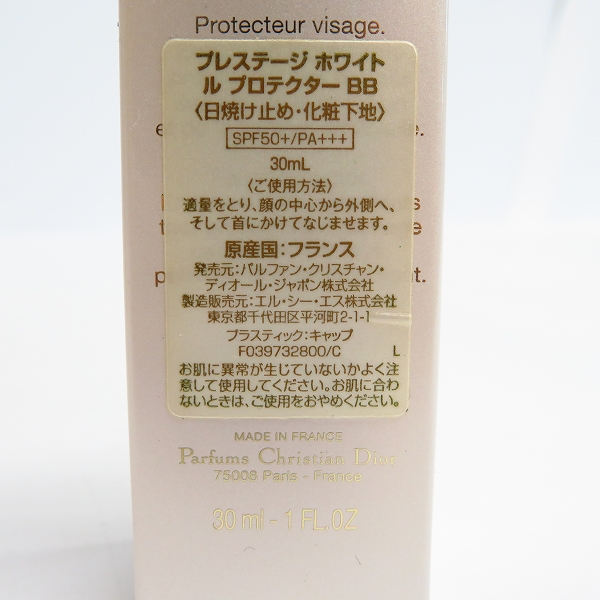 Protecteur visage.
プレステージ ホワイト
ル プロテクター BB
〈日焼け止め・化粧下地〉
SPF50+/PA+++
30mL
〈ご使用方法〉
適量をとり、顔の中心から外側へ、
そして首にかけてなじませます。
原産国:フランス
発売元:パルファン・クリスチャン・
ディオール・ジャポン株式会社
製造販売元:エル・シー・エス株式会社
東京都千代田区平河町2-1-1
プラスティック:キャップ
F039732800/C L
お肌に異常が生じていないかよく注
意して使用してください。お肌に合わ
ないときは、ご使用をおやめください。
MADE IN FRANCE
Parfums Christian Dior
75008 Paris - France
30 ml - 1 FL.OZ